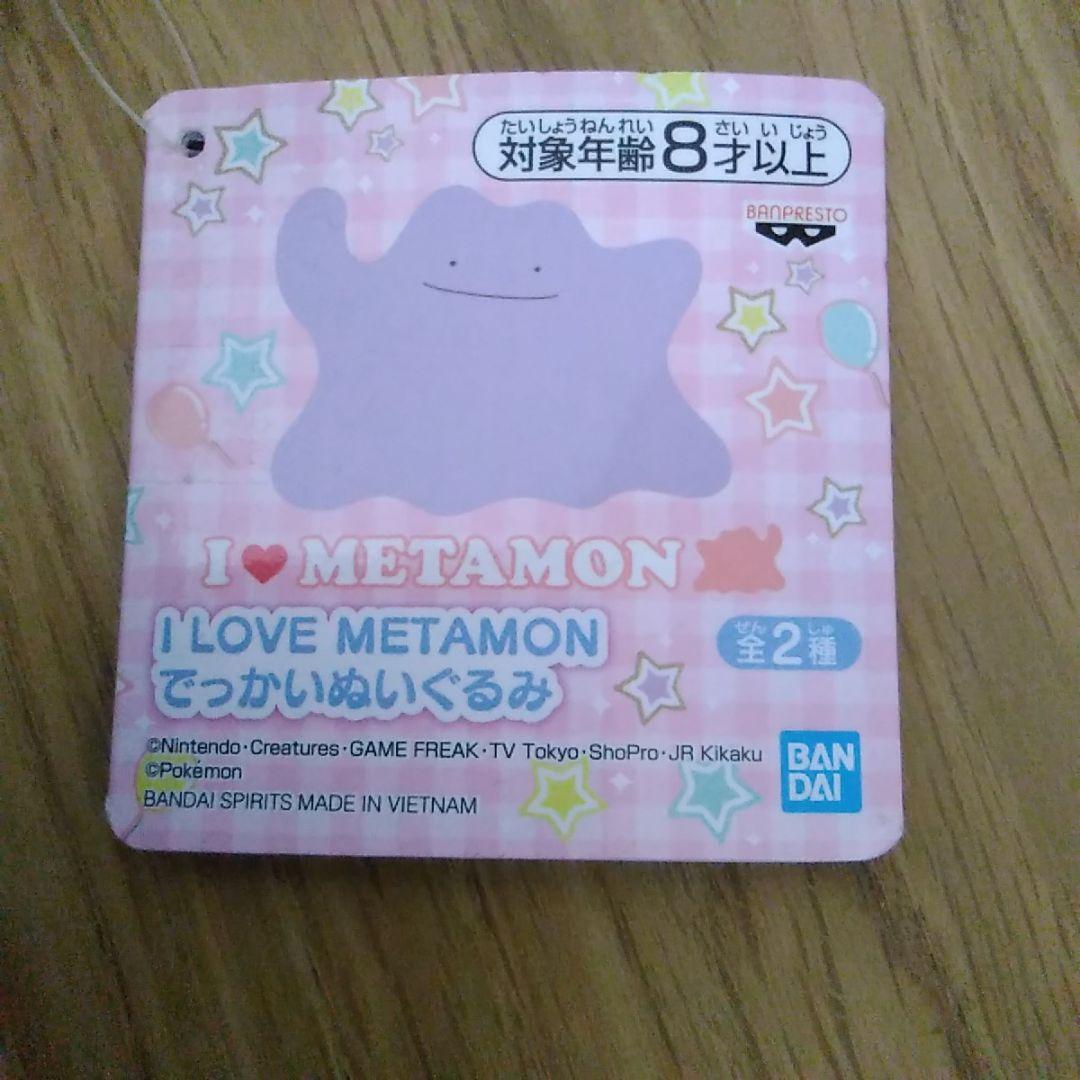 たいしょうねんれい さい い じょう
対象年齢8才以上
BANPRESTO
I ♥ METAMON
I LOVE METAMON
でっかいぬいぐるみ
ぜん しゅ
全2種
©Nintendo・Creatures・GAME FREAK・TV Tokyo・ShoPro・JR Kikaku
©Pokémon
BANDAI SPIRITS MADE IN VIETNAM
BAN
DAI